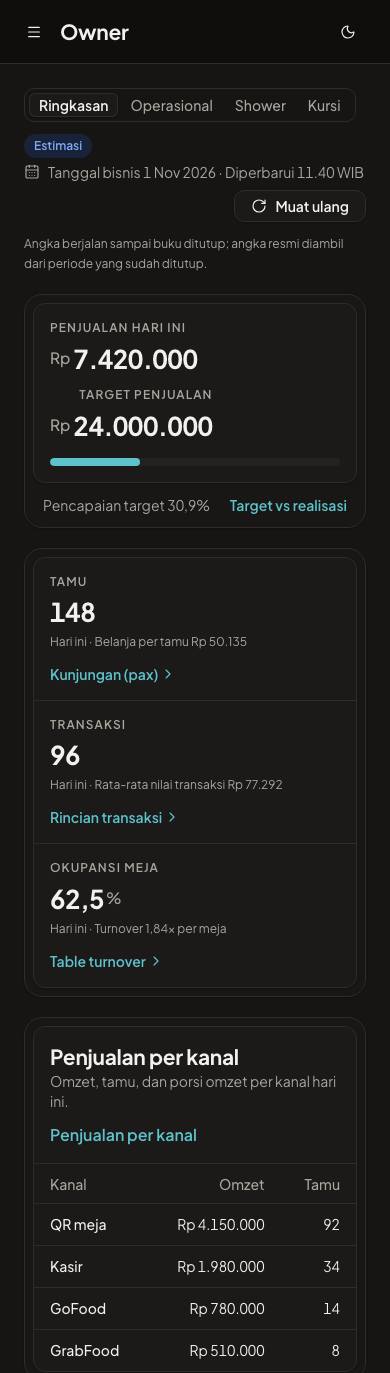 Owner
Ringkasan Operasional Shower Kursi
Estimasi
Tanggal bisnis 1 Nov 2026 · Diperbarui 11.40 WIB
Muat ulang
Angka berjalan sampai buku ditutup; angka resmi diambil
dari periode yang sudah ditutup.
PENJUALAN HARI INI
Rp 7.420.000
TARGET PENJUALAN
Rp 24.000.000
Pencapaian target 30,9% Target vs realisasi
TAMU
148
Hari ini · Belanja per tamu Rp 50.135
Kunjungan (pax)
TRANSAKSI
96
Hari ini · Rata-rata nilai transaksi Rp 77.292
Rincian transaksi
OKUPANSI MEJA
62,5%
Hari ini · Turnover 1,84× per meja
Table turnover
Penjualan per kanal
Omzet, tamu, dan porsi omzet per kanal hari
ini.
Penjualan per kanal
Kanal Omzet Tamu
QR meja Rp 4.150.000 92
Kasir Rp 1.980.000 34
GoFood Rp 780.000 14
GrabFood Rp 510.000 8